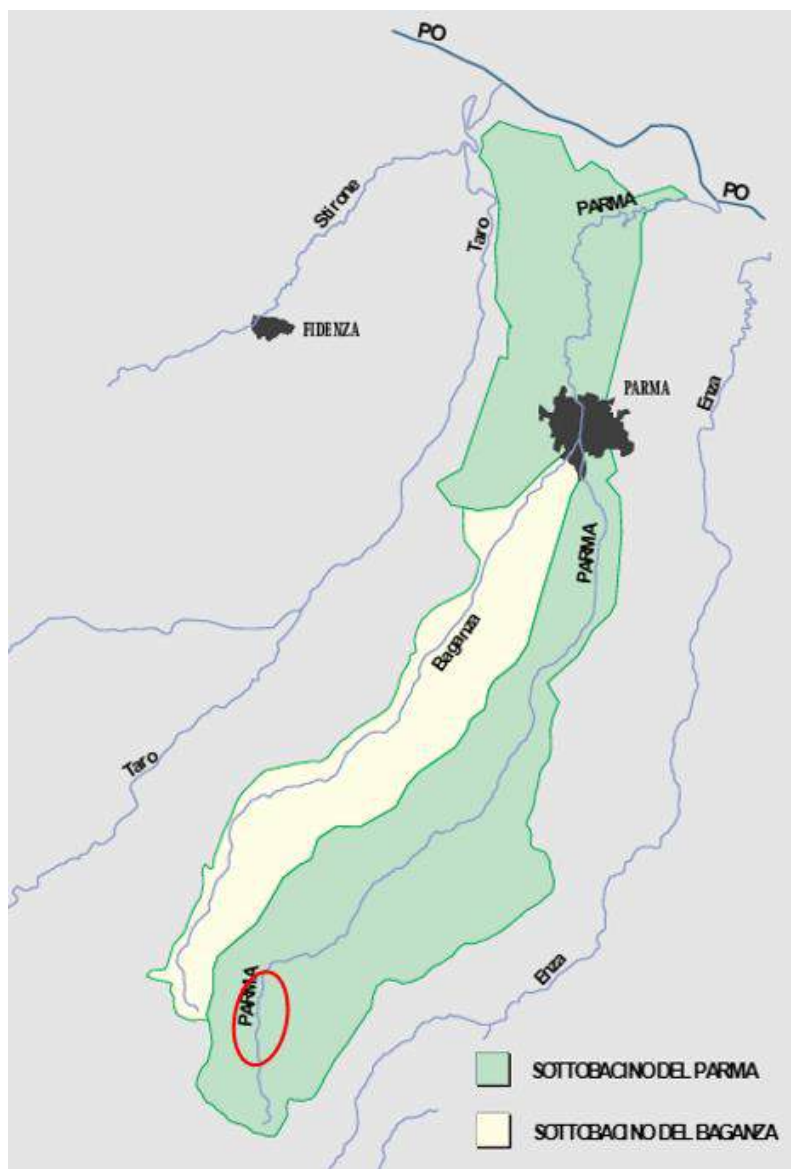 PO
Stirone
Taro
PARMA
PO
FIDENZA
PARMA
Enza
PARMA
Baganza
Taro
PARMA
Enza
SOTTOBACINO DEL PARMA
SOTTOBACINO DEL BAGANZA